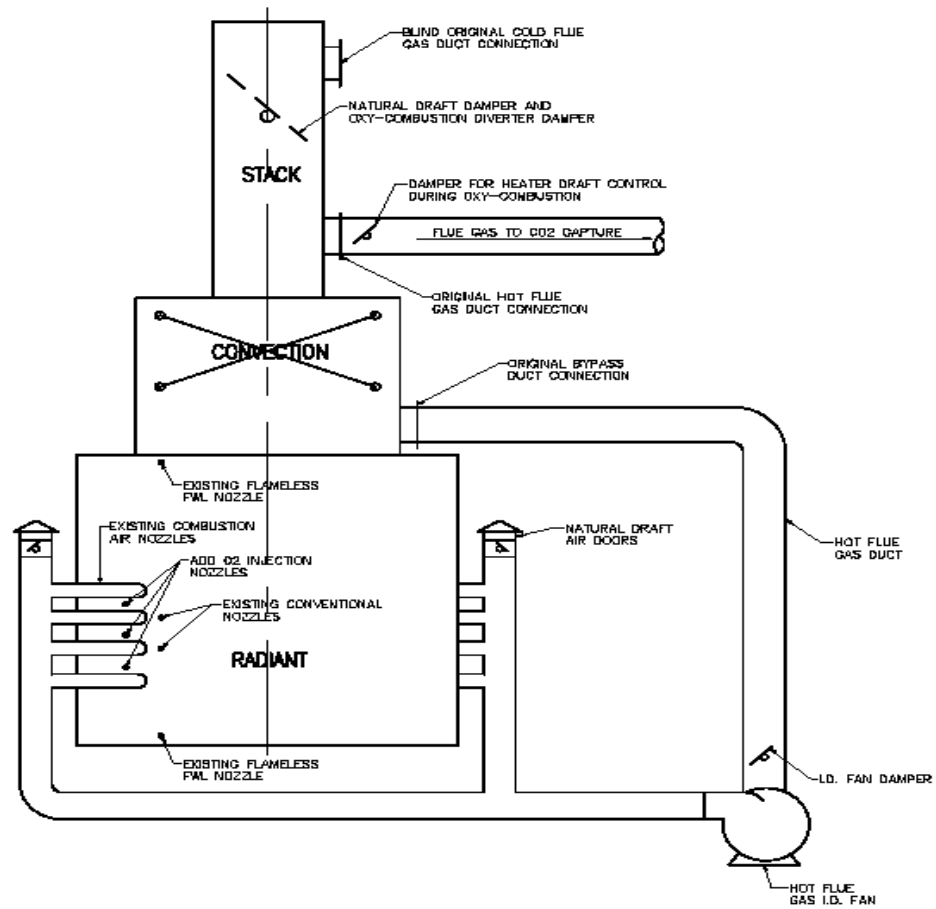 BLIND ORIGINAL COLD FLUE
GAS DUCT CONNECTION
NATURAL DRAFT DAMPER AND
OXY-COMBUSTION DIVERTER DAMPER
STACK
DAMPER FOR HEATER DRAFT CONTROL
DURING OXY-COMBUSTION
FLUE GAS TO CO2 CAPTURE
ORIGINAL HOT FLUE
GAS DUCT CONNECTION
CONVECTION
ORIGINAL BYPASS
DUCT CONNECTION
EXISTING FLAMELESS
FWL NOZZLE
EXISTING COMBUSTION
AIR NOZZLES
NATURAL DRAFT
AIR DOORS
HOT FLUE
GAS DUCT
ADD O2 INJECTION
NOZZLES
EXISTING CONVENTIONAL
NOZZLES
RADIANT
EXISTING FLAMELESS
FWL NOZZLE
I.D. FAN DAMPER
HOT FLUE
GAS I.D. FAN